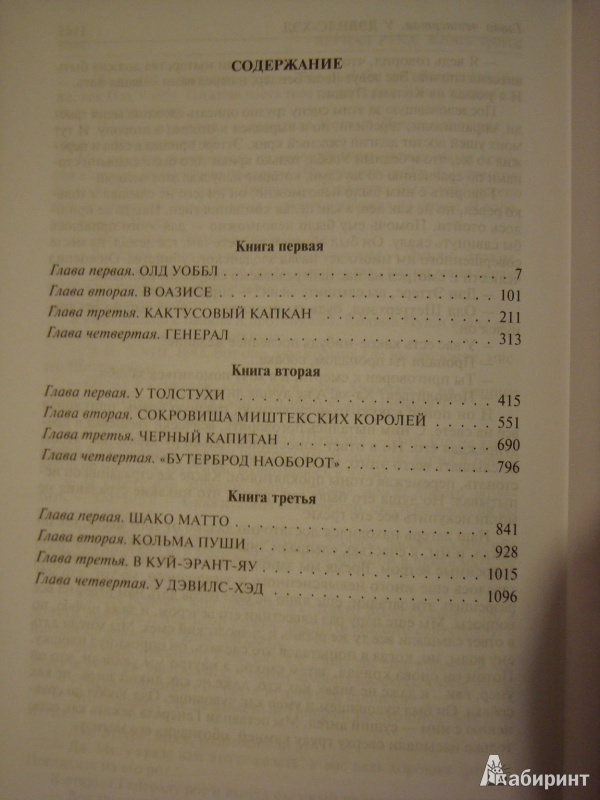 СОДЕРЖАНИЕ
Книга первая
Глава первая. ОЛД УОББЛ . . . . . . . . . . . . . . . . . . . . 7
Глава вторая. В ОАЗИСЕ . . . . . . . . . . . . . . . . . . . . 101
Глава третья. КАКТУСОВЫЙ КАПКАН . . . . . . . . . . . . . 211
Глава четвертая. ГЕНЕРАЛ . . . . . . . . . . . . . . . . . . . 313
Книга вторая
Глава первая. У ТОЛСТУХИ . . . . . . . . . . . . . . . . . . . 415
Глава вторая. СОКРОВИЩА МИШТЕКСКИХ КОРОЛЕЙ . . . . . 551
Глава третья. ЧЕРНЫЙ КАПИТАН . . . . . . . . . . . . . . . 690
Глава четвертая. «БУТЕРБРОД НАОБОРОТ» . . . . . . . . . . 796
Книга третья
Глава первая. ШАКО МАТТО . . . . . . . . . . . . . . . . . . 841
Глава вторая. КОЛЬМА ПУШИ . . . . . . . . . . . . . . . . . 928
Глава третья. В КУЙ-ЭРАНТ-ЯУ . . . . . . . . . . . . . . . . 1015
Глава четвертая. У ДЭВИЛС-ХЭД . . . . . . . . . . . . . . . 1096
Лабиринт